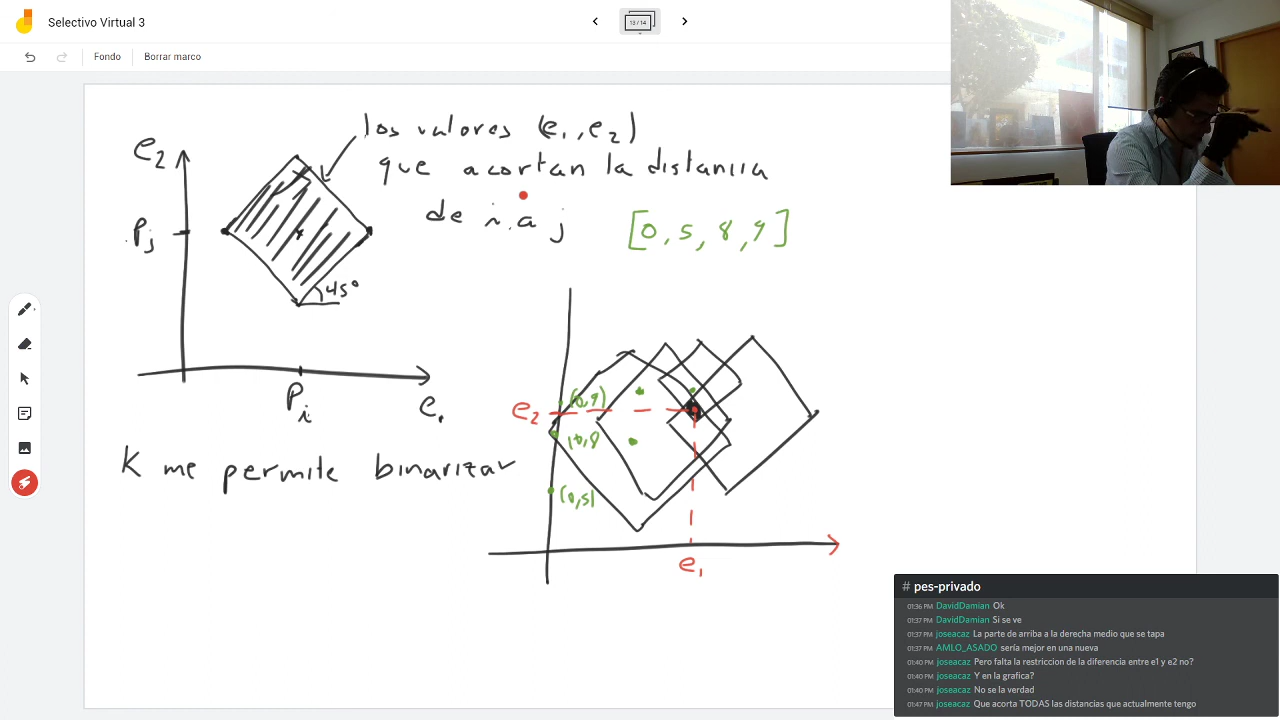 Selectivo Virtual 3
13 / 14
Fondo
Borrar marco
los valores (e1, e2)
que acortan la distancia
de i a j
[0, 5, 8, 9]
e2
Pj
45°
Pi
e1
K me permite binarizar
(0,9)
e2
(0,8
(0,5)
e1
# pes-privado
01:36 PM DavidDamian Ok
01:37 PM DavidDamian Si se ve
01:37 PM joseacaz La parte de arriba a la derecha medio que se tapa
01:37 PM AMLO_ASADO sería mejor en una nueva
01:40 PM joseacaz Pero falta la restriccion de la diferencia entre e1 y e2 no?
01:40 PM joseacaz Y en la grafica?
01:40 PM joseacaz No se la verdad
01:47 PM joseacaz Que acorta TODAS las distancias que actualmente tengo